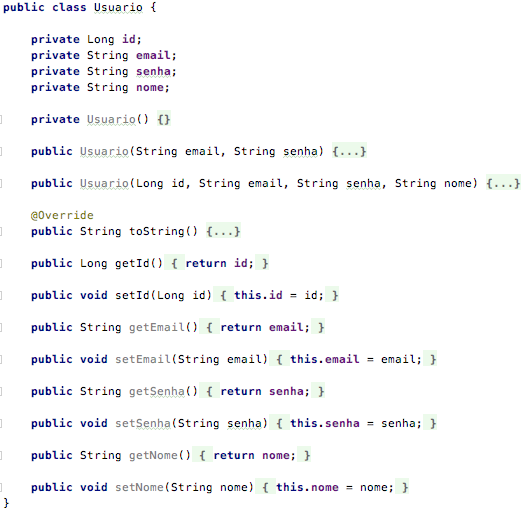 public class Usuario {
private Long id;
private String email;
private String senha;
private String nome;
private Usuario() {}
public Usuario(String email, String senha) {...}
public Usuario(Long id, String email, String senha, String nome) {...}
@Override
public String toString() {...}
public Long getId() { return id; }
public void setId(Long id) { this.id = id; }
public String getEmail() { return email; }
public void setEmail(String email) { this.email = email; }
public String getSenha() { return senha; }
public void setSenha(String senha) { this.senha = senha; }
public String getNome() { return nome; }
public void setNome(String nome) { this.nome = nome; }
}